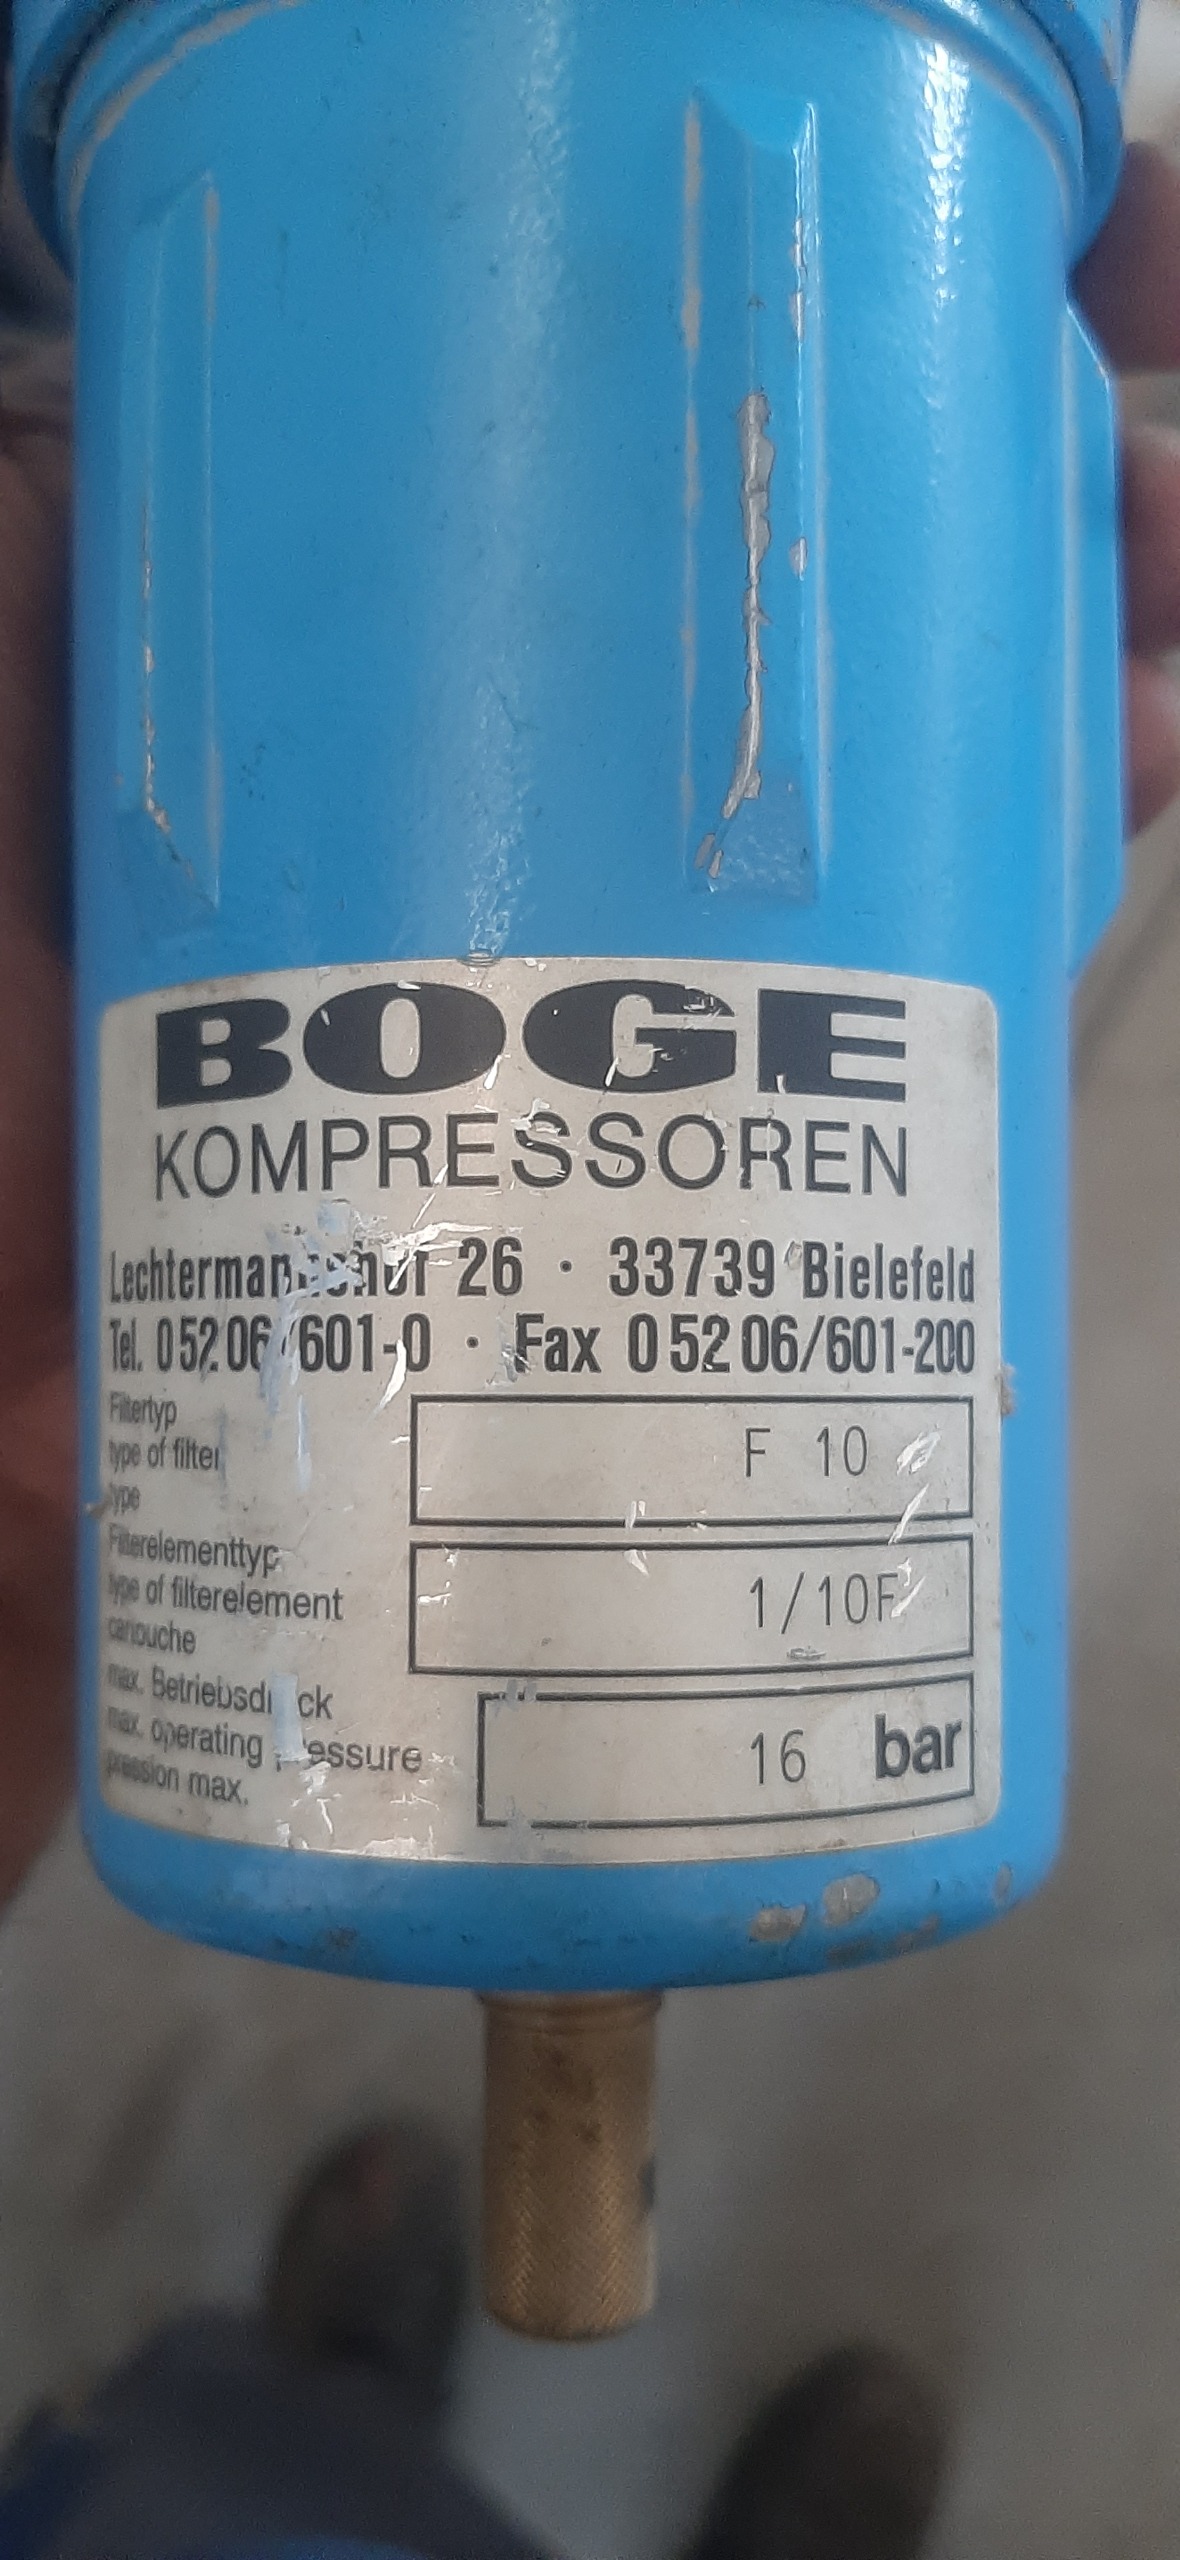 BOGE
KOMPRESSOREN
26 · 33739 Bielefeld
Tel. 05206/601-0 · Fax 05206/601-200
Filtertyp
type of filter
type
F 10
Filterelementtyp
type of filterelement
cartouche
1/10F
max. Betriebsdruck
max. operating pressure
pression max.
16 bar